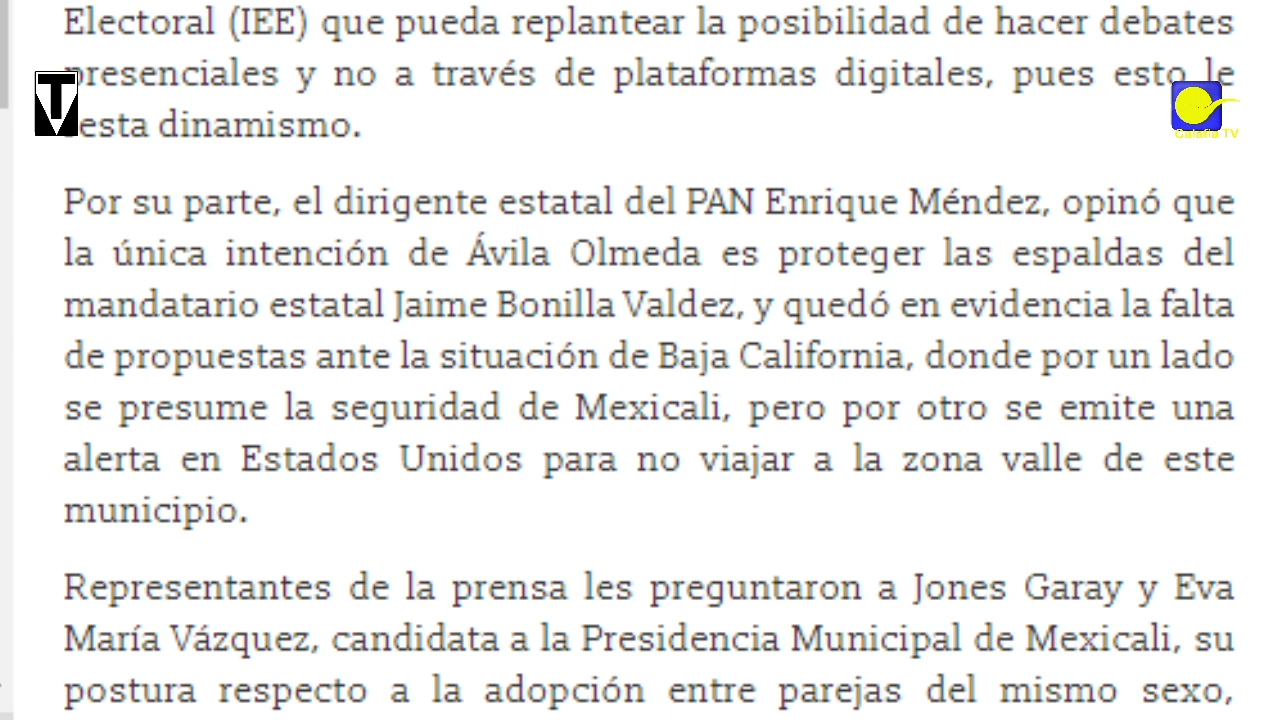 Electoral (IEE) que pueda replantear la posibilidad de hacer debates
presenciales y no a través de plataformas digitales, pues esto le
resta dinamismo.
T
Calafia TV
Por su parte, el dirigente estatal del PAN Enrique Méndez, opinó que
la única intención de Ávila Olmeda es proteger las espaldas del
mandatario estatal Jaime Bonilla Valdez, y quedó en evidencia la falta
de propuestas ante la situación de Baja California, donde por un lado
se presume la seguridad de Mexicali, pero por otro se emite una
alerta en Estados Unidos para no viajar a la zona valle de este
municipio.
Representantes de la prensa les preguntaron a Jones Garay y Eva
María Vázquez, candidata a la Presidencia Municipal de Mexicali, su
postura respecto a la adopción entre parejas del mismo sexo,